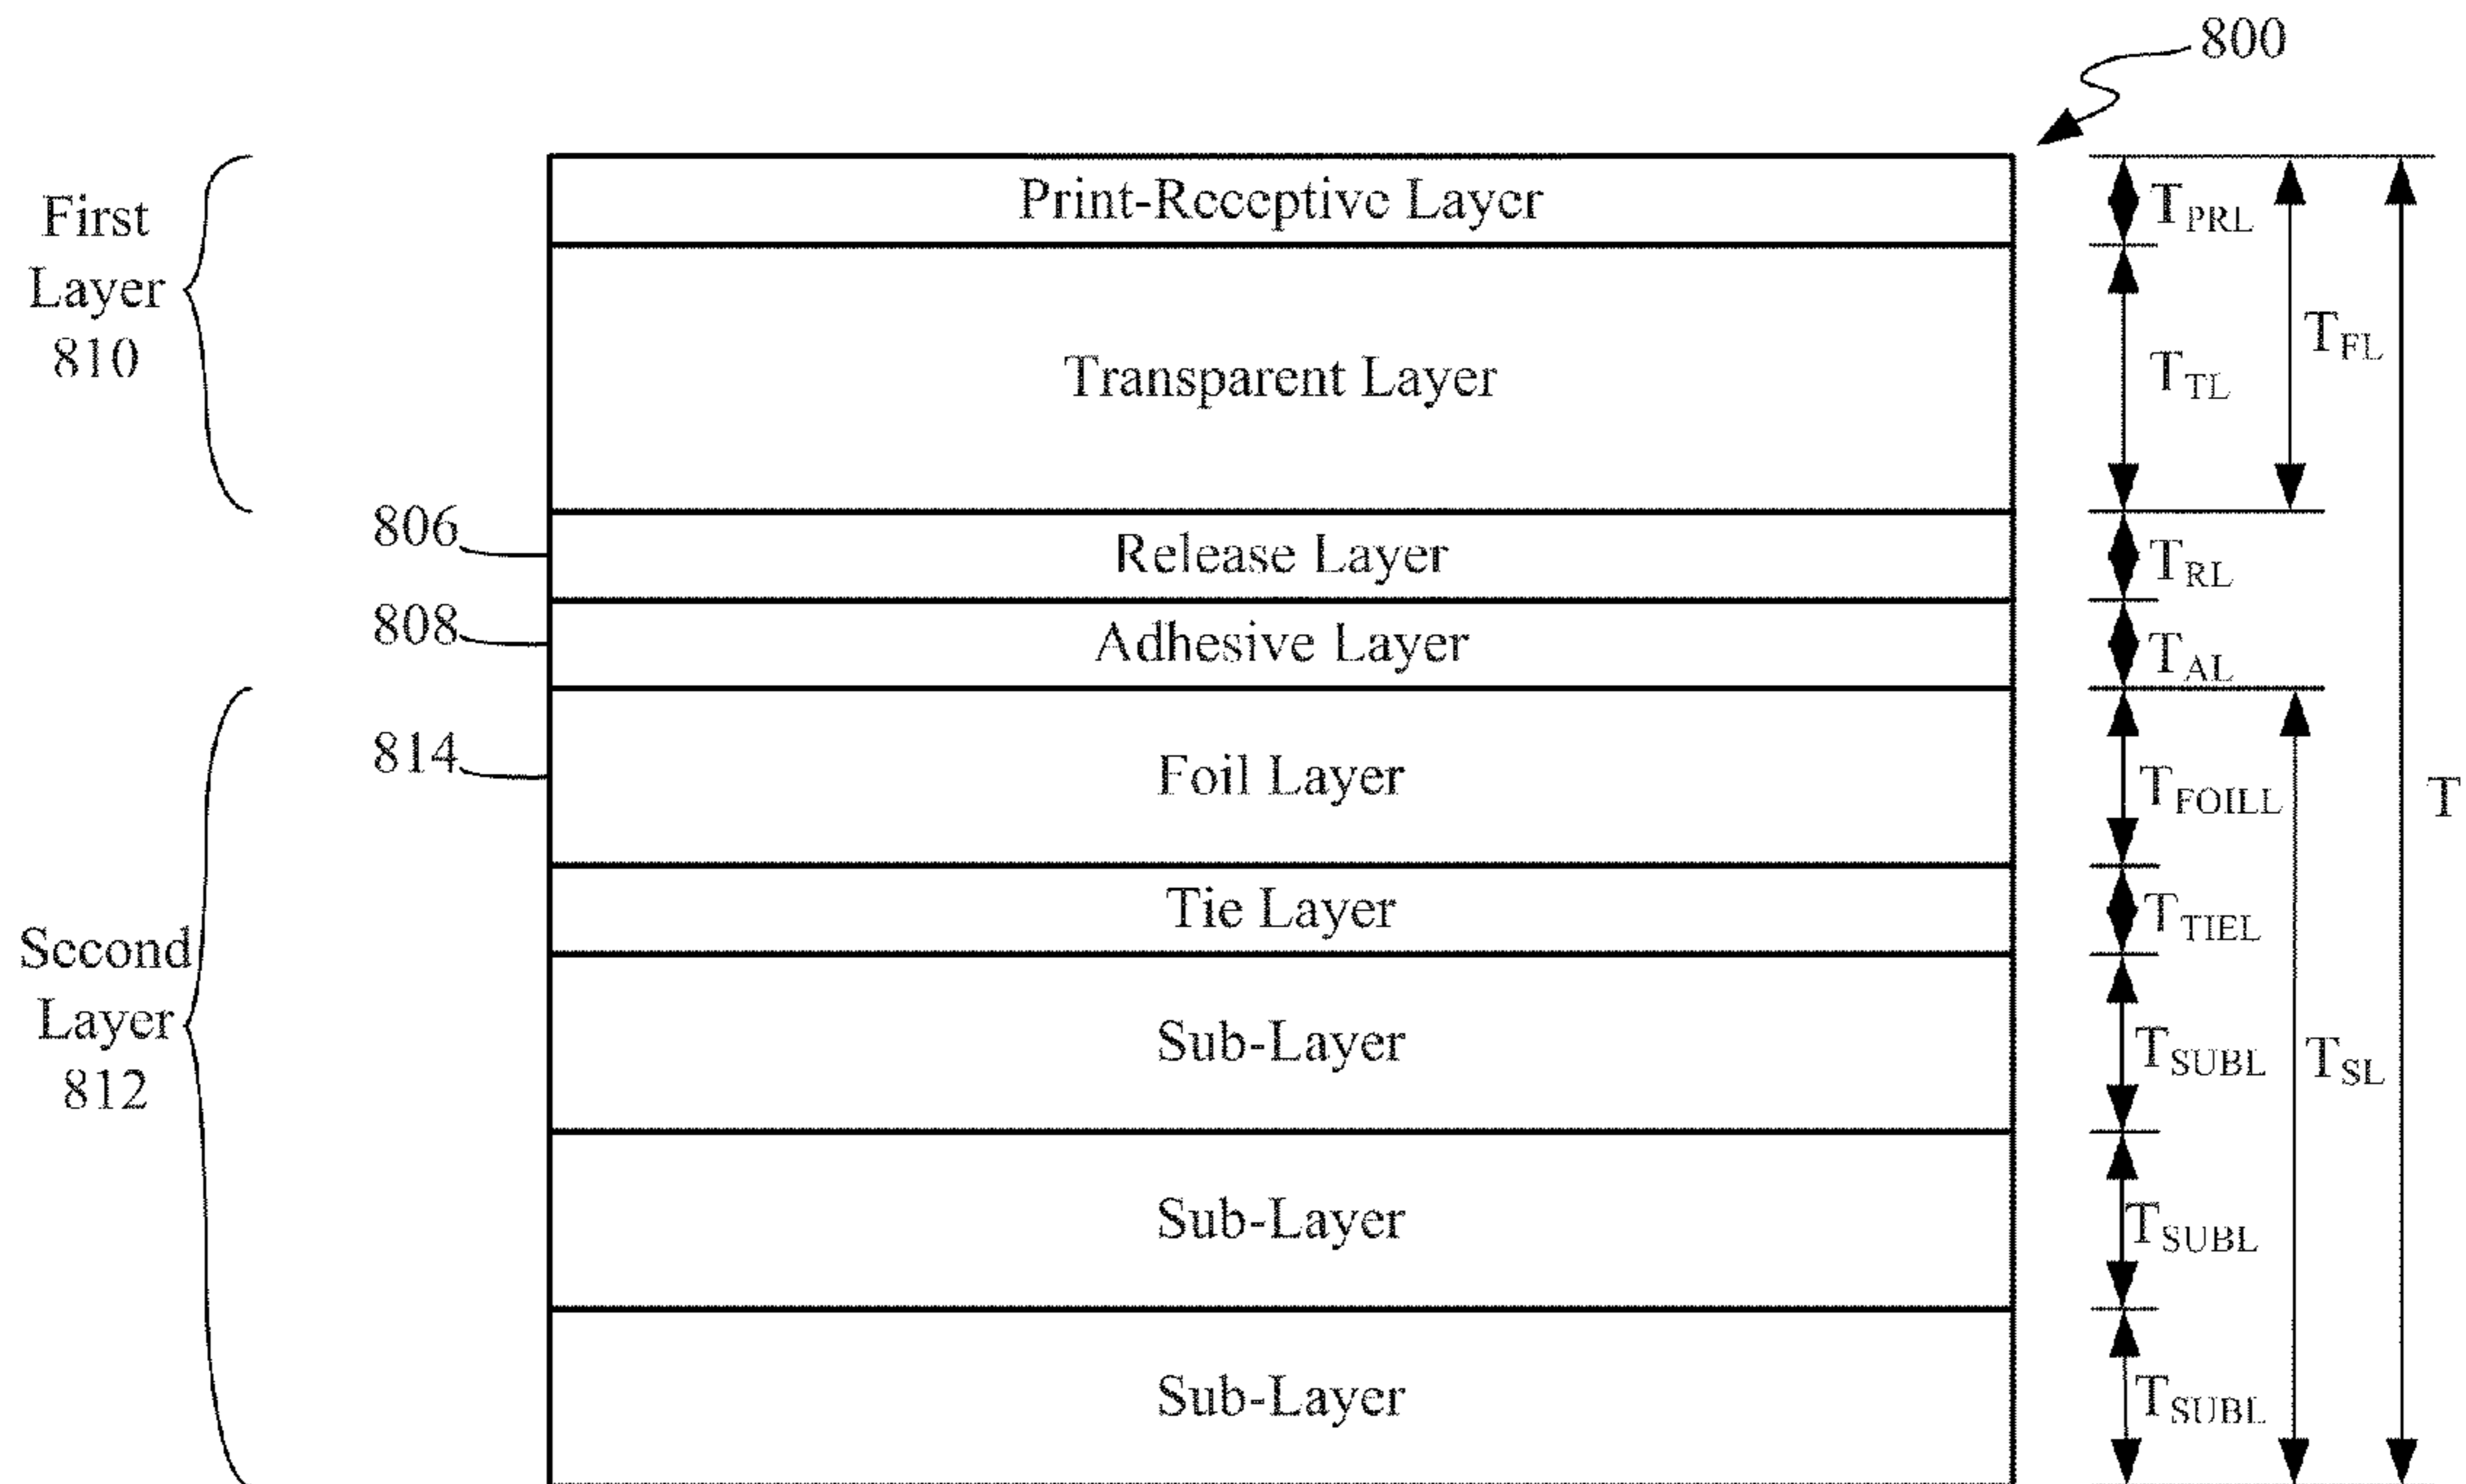 800
First
Layer
810
Print-Receptive Layer
Transparent Layer
806
Release Layer
808
Adhesive Layer
814
Foil Layer
Tie Layer
Second
Layer
812
Sub-Layer
Sub-Layer
Sub-Layer
TPRL
TTL
TFL
TRL
TAL
TFOILL
T
TTIEL
TSUBL
TSL
TSUBL
TSUBL